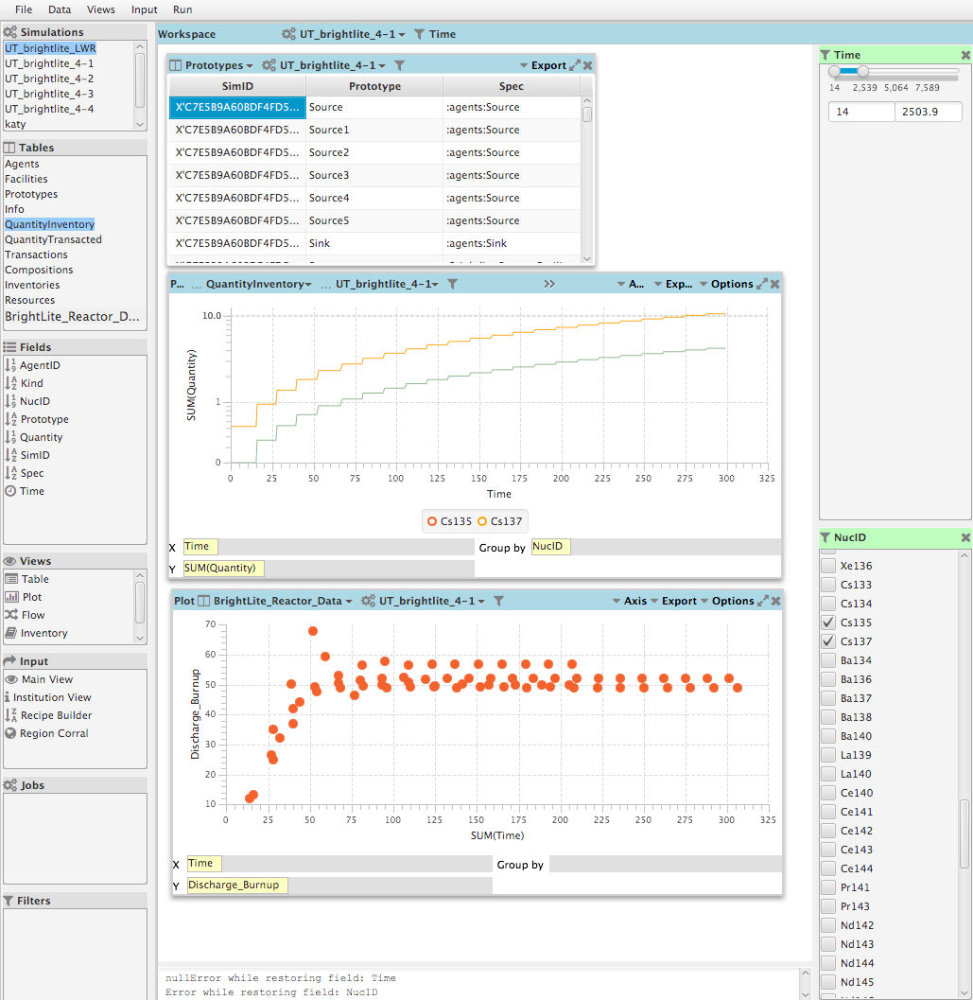 File Data Views Input Run
Simulations
UT_brightlite_LWR
UT_brightlite_4-1
UT_brightlite_4-2
UT_brightlite_4-3
UT_brightlite_4-4
katy
Tables
Agents
Facilities
Prototypes
Info
QuantityInventory
QuantityTransacted
Transactions
Compositions
Inventories
Resources
BrightLite_Reactor_D...
Fields
AgentID
Kind
NucID
Prototype
Quantity
SimID
Spec
Time
Views
Table
Plot
Flow
Inventory
Input
Main View
Institution View
Recipe Builder
Region Corral
Jobs
Filters
Workspace UT_brightlite_4-1 Time
Prototypes UT_brightlite_4-1 Export
SimID Prototype Spec
X'C7E5B9A60BDF4FD5... Source :agents:Source
X'C7E5B9A60BDF4FD5... Source1 :agents:Source
X'C7E5B9A60BDF4FD5... Source2 :agents:Source
X'C7E5B9A60BDF4FD5... Source3 :agents:Source
X'C7E5B9A60BDF4FD5... Source4 :agents:Source
X'C7E5B9A60BDF4FD5... Source5 :agents:Source
X'C7E5B9A60BDF4FD5... Sink :agents:Sink
P... ... QuantityInventory ... UT_brightlite_4-1 >> A... Exp... Options
10.0
1
0
SUM(Quantity)
0 25 50 75 100 125 150 175 200 225 250 275 300 325
Time
Cs135 Cs137
X Time Group by NucID
Y SUM(Quantity)
Plot BrightLite_Reactor_Data UT_brightlite_4-1 Axis Export Options
70
60
50
40
30
20
10
Discharge_Burnup
0 25 50 75 100 125 150 175 200 225 250 275 300 325
SUM(Time)
X Time Group by
Y Discharge_Burnup
nullError while restoring field: Time
Error while restoring field: NucID
Time
14 2,539 5,064 7,589
14 2503.9
NucID
Xe136
Cs133
Cs134
Cs135
Cs137
Ba134
Ba136
Ba137
Ba138
Ba140
La139
La140
Ce140
Ce141
Ce142
Ce143
Ce144
Pr141
Pr143
Nd142
Nd143
Nd144
Nd145